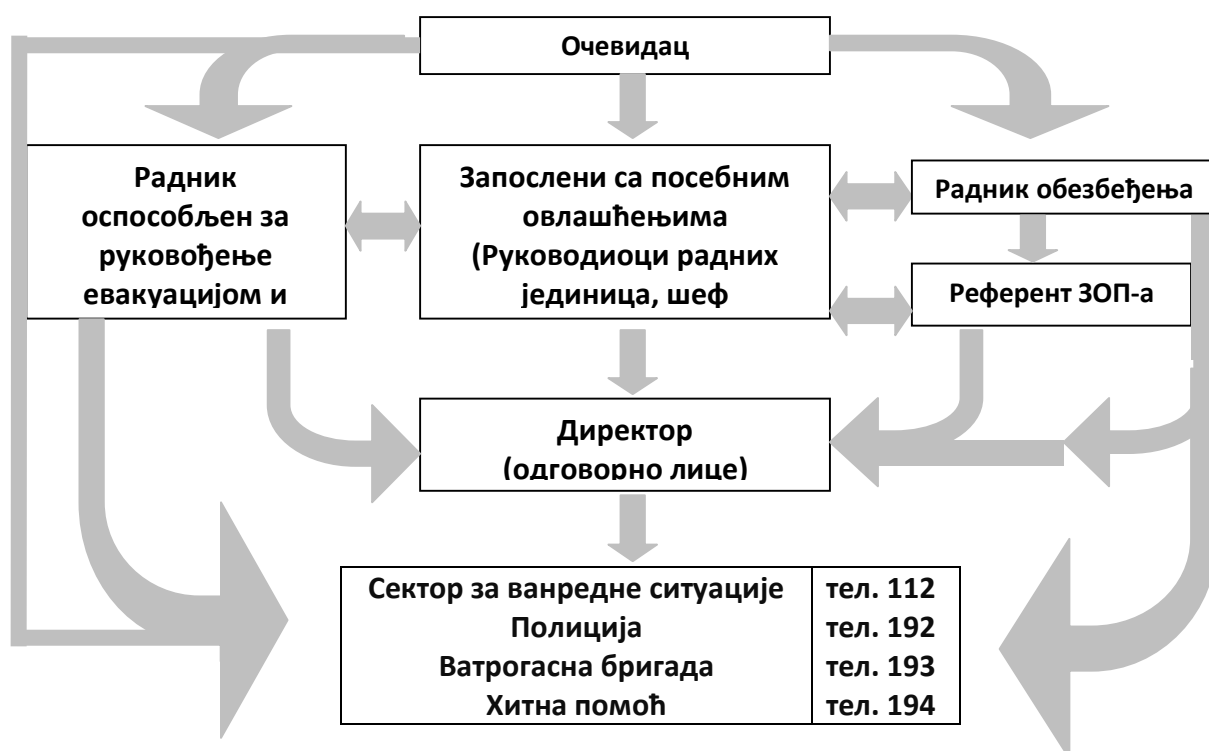 Очевидац
Радник
оспособљен за
руковођење
евакуацијом и
Запослени са посебним
овлашћењима
(Руководиоци радних
јединица, шеф
Радник обезбеђења
Референт ЗОП-а
Директор
(одговорно лице)
Сектор за ванредне ситуације тел. 112
Полиција тел. 192
Ватрогасна бригада тел. 193
Хитна помоћ тел. 194